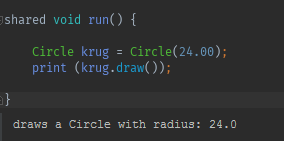 shared void run() {
Circle krug = Circle(24.00);
print (krug.draw());
}
draws a Circle with radius: 24.0